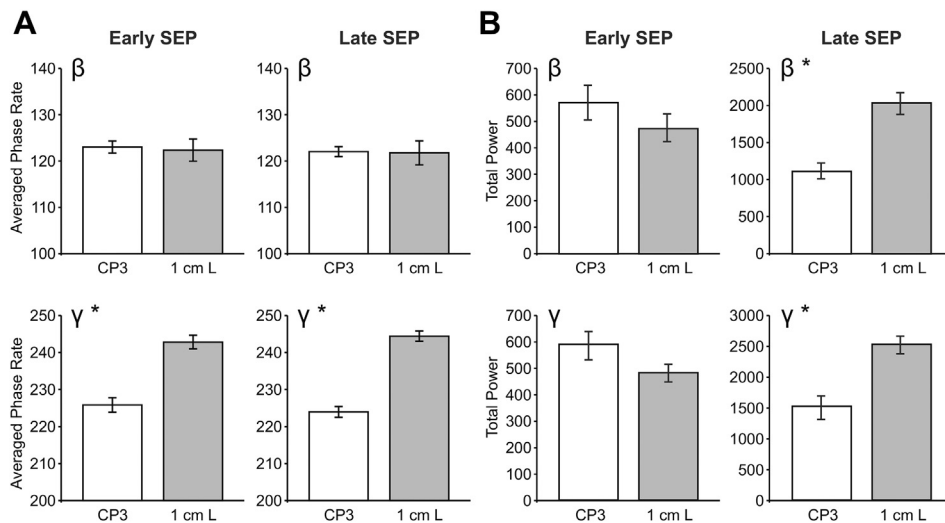 A
Early SEP
Late SEP
Averaged Phase Rate
β
140
130
120
110
100
CP3
1 cm L
β
140
130
120
110
100
CP3
1 cm L
Averaged Phase Rate
γ *
250
240
230
220
210
200
CP3
1 cm L
γ *
250
240
230
220
210
200
CP3
1 cm L
B
Early SEP
Late SEP
Total Power
β
700
600
500
400
300
200
100
0
CP3
1 cm L
β *
2500
2000
1500
1000
500
0
CP3
1 cm L
Total Power
γ
700
600
500
400
300
200
100
0
CP3
1 cm L
γ *
3000
2500
2000
1500
1000
500
0
CP3
1 cm L